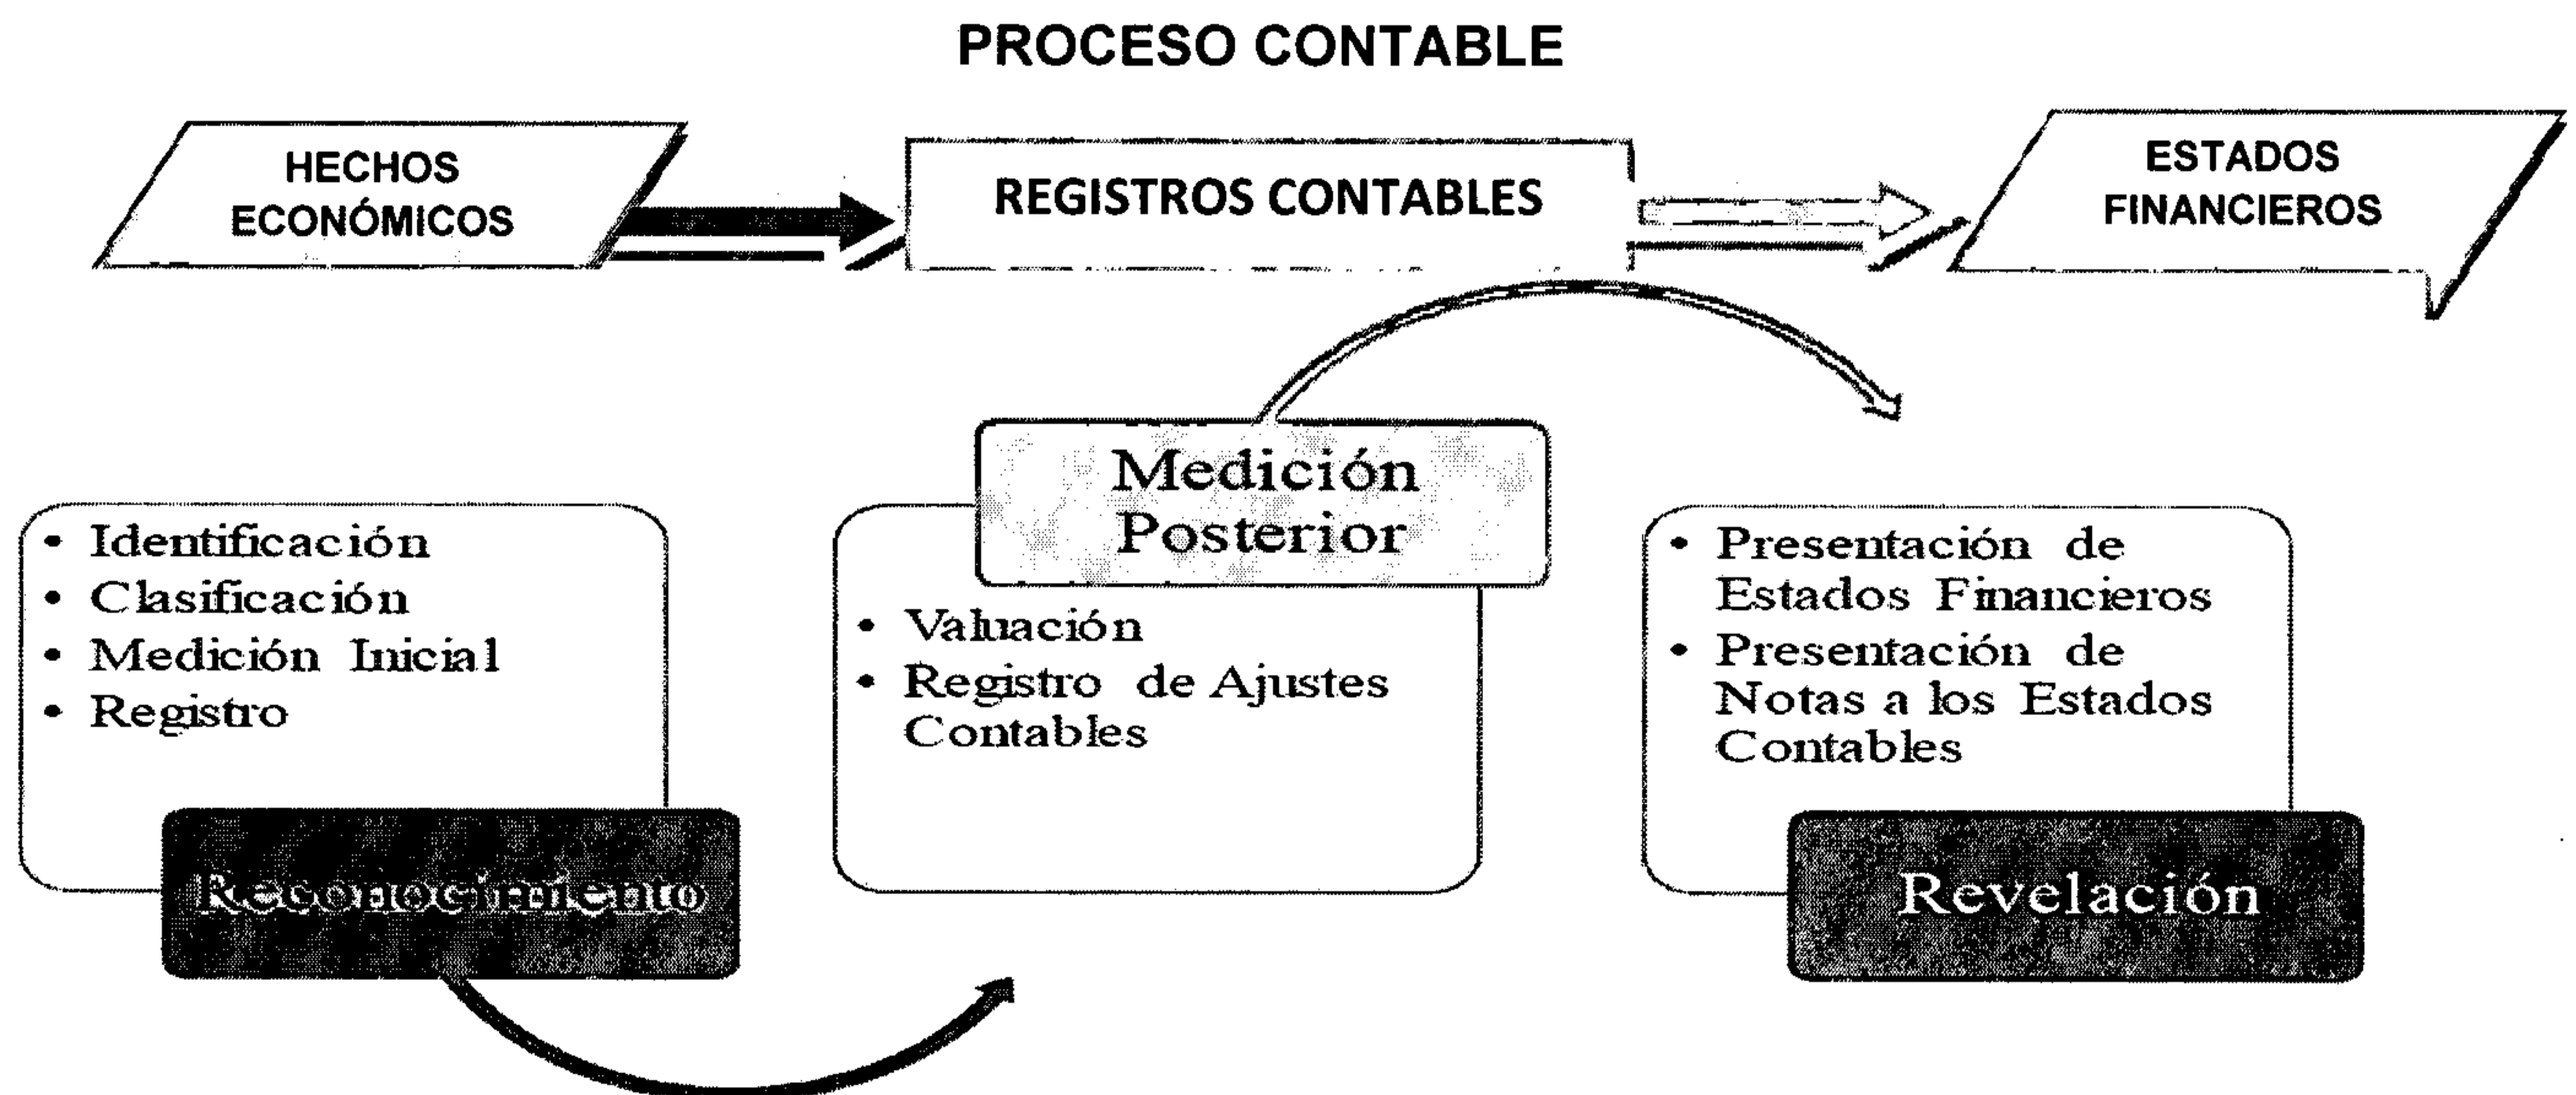 PROCESO CONTABLE
HECHOS
ECONÓMICOS
REGISTROS CONTABLES
ESTADOS
FINANCIEROS
• Identificación
• Clasificación
• Medición Inicial
• Registro
Reconocimiento
Medición
Posterior
• Valuación
• Registro de Ajustes
Contables
• Presentación de
Estados Financieros
• Presentación de
Notas a los Estados
Contables
Revelación